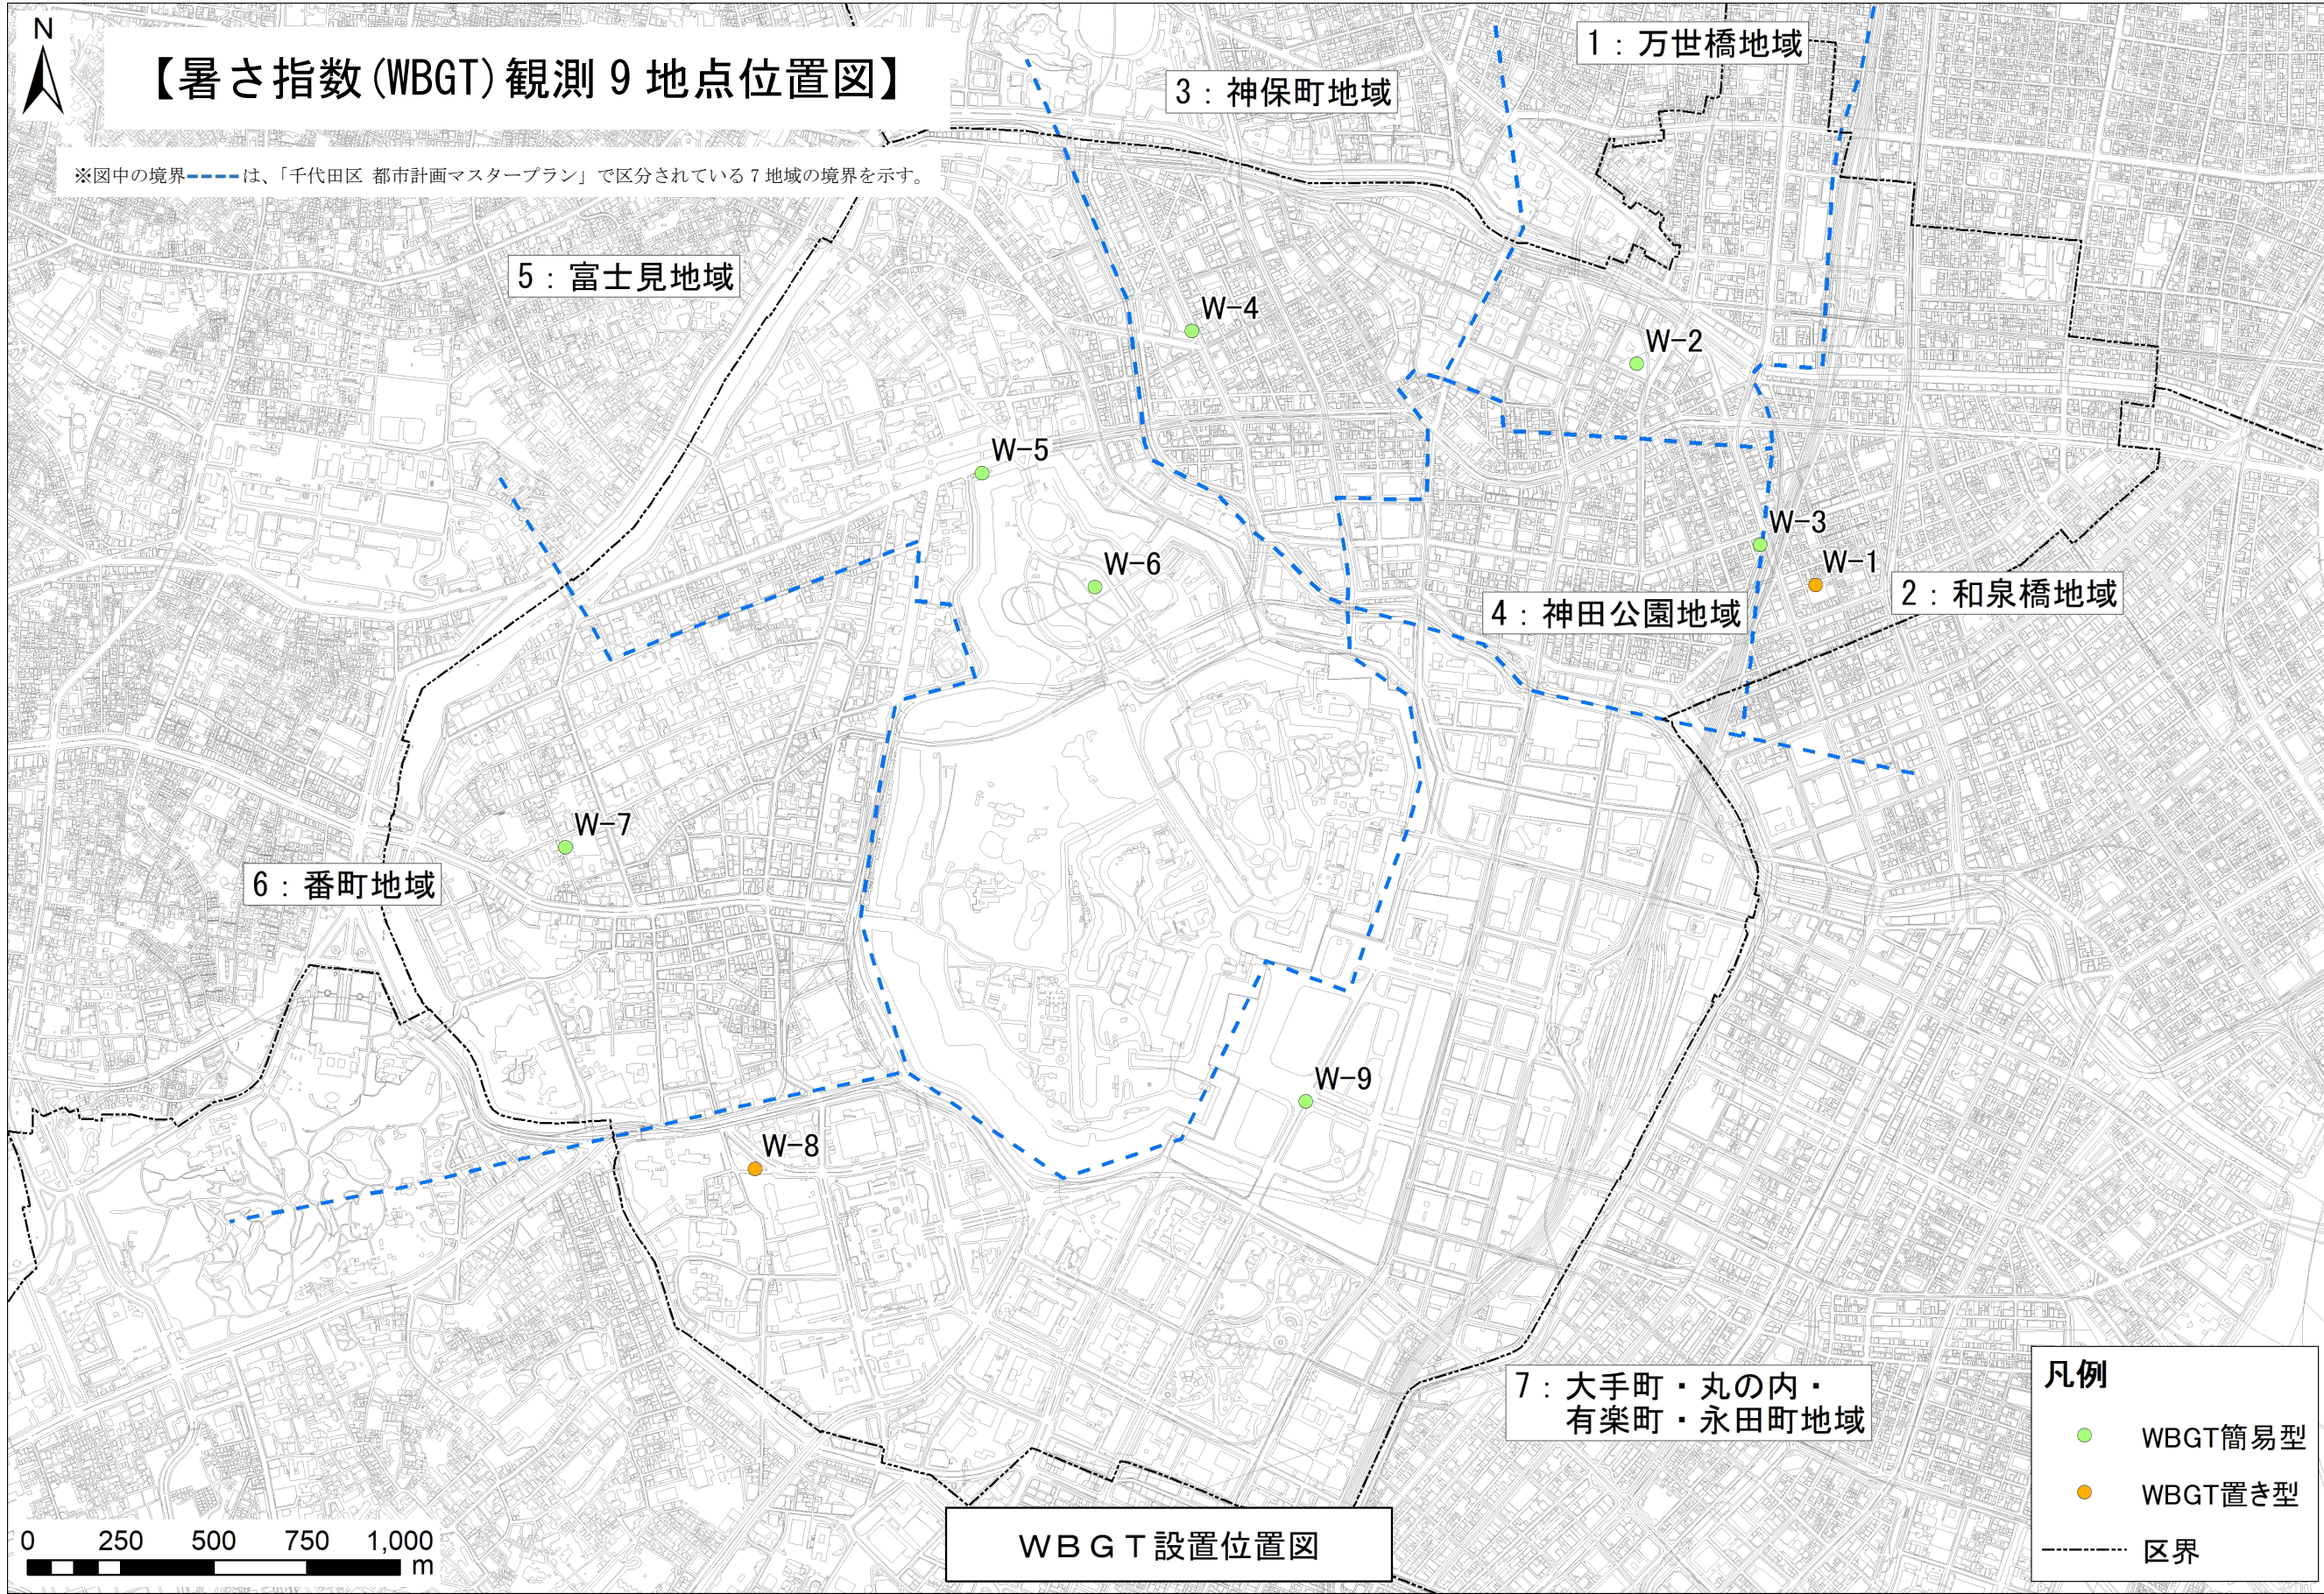 N
【暑さ指数(WBGT)観測9地点位置図】
※図中の境界は、「千代田区 都市計画マスタープラン」で区分されている7地域の境界を示す。
1：万世橋地域
3：神保町地域
5：富士見地域
W-4
W-2
W-5
W-3
W-6
W-1
2：和泉橋地域
4：神田公園地域
W-7
6：番町地域
W-9
W-8
7：大手町・丸の内・
有楽町・永田町地域
凡例
WBGT簡易型
WBGT置き型
区界
0 250 500 750 1,000
m
ＷＢＧＴ設置位置図